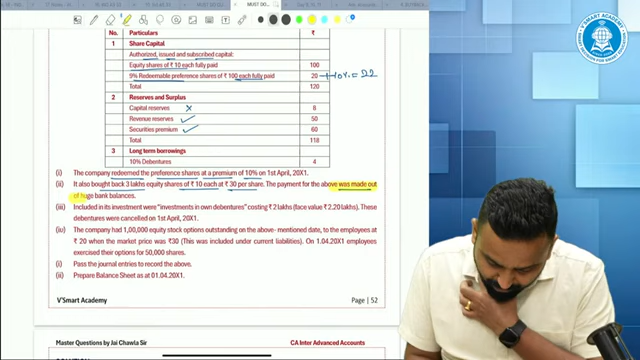 V'SMART ACADEMY
No. Particulars ₹
1 Share Capital
Authorized, issued and subscribed capital:
Equity shares of ₹ 10 each fully paid 100
9% Redeemable preference shares of ₹ 100 each fully paid 20 +10%.= 22
Total 120
2 Reserves and Surplus
Capital reserves 8
Revenue reserves 50
Securities premium 60
Total 118
3 Long term borrowings
10% Debentures 4
(i) The company redeemed the preference shares at a premium of 10% on 1st April, 20X1.
(ii) It also bought back 3 lakhs equity shares of ₹ 10 each at ₹ 30 per share. The payment for the above was made out
of huge bank balances.
(iii) Included in its investment were "investments in own debentures" costing ₹ 2 lakhs (face value ₹ 2.20 lakhs). These
debentures were cancelled on 1st April, 20X1.
(iv) The company had 1,00,000 equity stock options outstanding on the above-mentioned date, to the employees at
₹ 20 when the market price was ₹30 (This was included under current liabilities). On 1.04.20X1 employees
exercised their options for 50,000 shares.
(i) Pass the journal entries to record the above.
(ii) Prepare Balance Sheet as at 01.04.20X1.
V'Smart Academy Page | 52
Master Questions by Jai Chawla Sir CA Inter Advanced Accounts